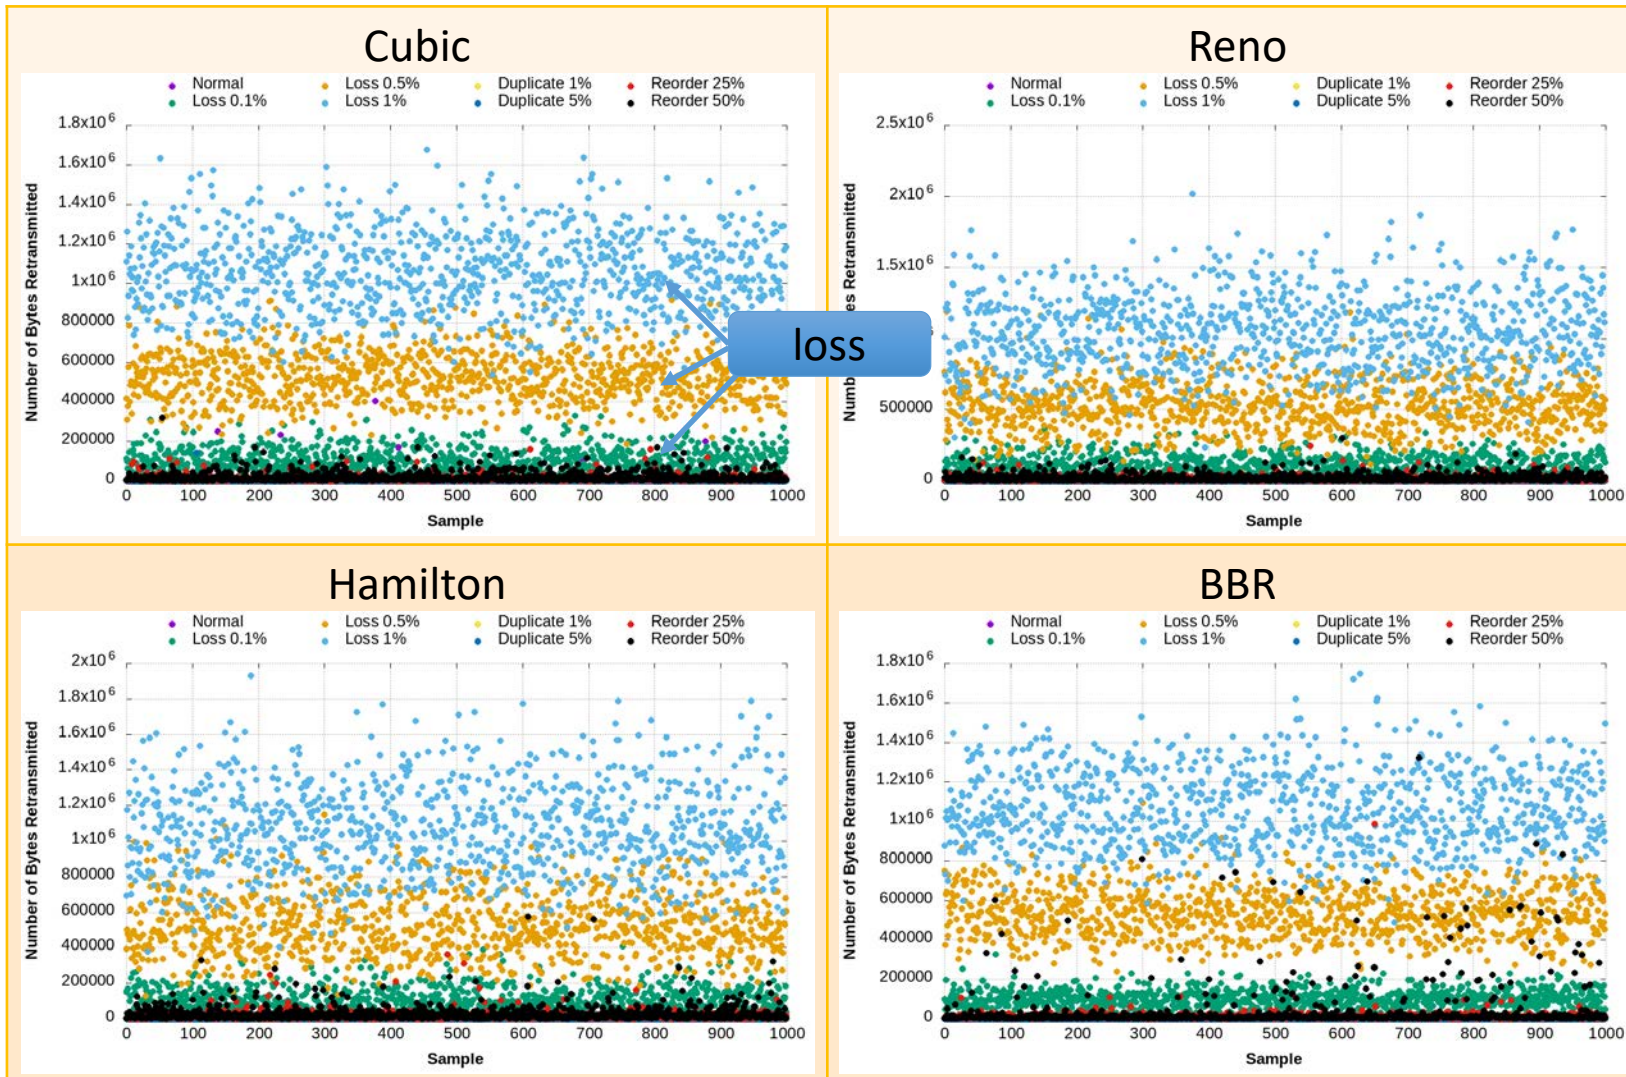 Cubic
Normal Loss 0.5% Duplicate 1% Reorder 25%
Loss 0.1% Loss 1% Duplicate 5% Reorder 50%
Number of Bytes Retransmitted
1.8x10^6
1.6x10^6
1.4x10^6
1.2x10^6
1x10^6
800000
600000
400000
200000
0
0 100 200 300 400 500 600 700 800 900 1000
Sample
loss
Reno
Normal Loss 0.5% Duplicate 1% Reorder 25%
Loss 0.1% Loss 1% Duplicate 5% Reorder 50%
Retransmitted
2.5x10^6
2x10^6
1.5x10^6
500000
0
0 100 200 300 400 500 600 700 800 900 1000
Sample
Hamilton
Normal Loss 0.5% Duplicate 1% Reorder 25%
Loss 0.1% Loss 1% Duplicate 5% Reorder 50%
Number of Bytes Retransmitted
2x10^6
1.8x10^6
1.6x10^6
1.4x10^6
1.2x10^6
1x10^6
800000
600000
400000
200000
0
0 100 200 300 400 500 600 700 800 900 1000
Sample
BBR
Normal Loss 0.5% Duplicate 1% Reorder 25%
Loss 0.1% Loss 1% Duplicate 5% Reorder 50%
Number of Bytes Retransmitted
1.8x10^6
1.6x10^6
1.4x10^6
1.2x10^6
1x10^6
800000
600000
400000
200000
0
0 100 200 300 400 500 600 700 800 900 1000
Sample